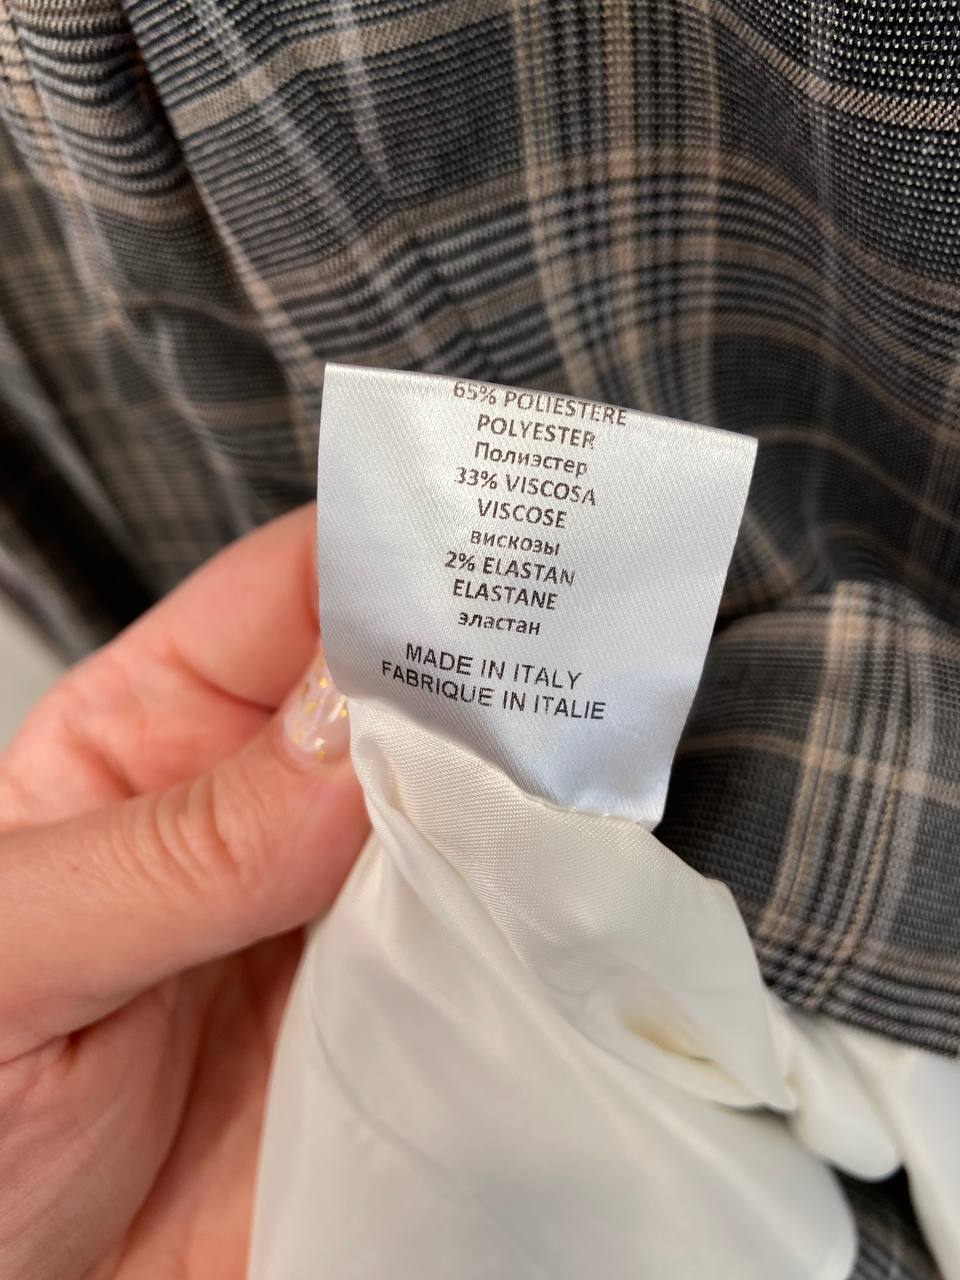 65% POLIESTERE
POLYESTER
Полиэстер
33% VISCOSA
VISCOSE
вискозы
2% ELASTAN
ELASTANE
эластан
MADE IN ITALY
FABRIQUE IN ITALIE